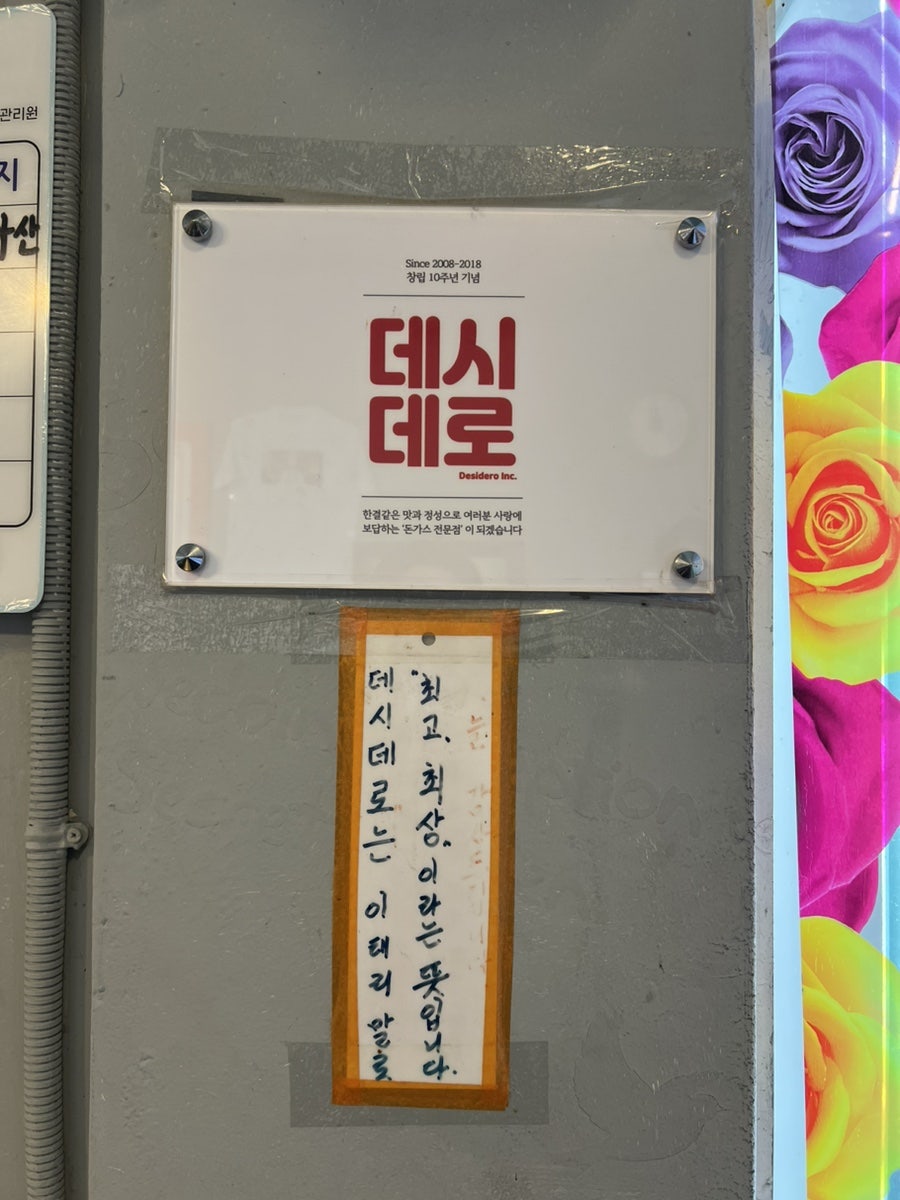 관리원
지
Since 2008-2018
창립 10주년 기념
데시
데로
Desidero Inc.
한결같은 맛과 정성으로 여러분 사랑에
보답하는 '돈가스 전문점' 이 되겠습니다
데시데로는 이태리 말로
"최고, 최상"이라는 뜻입니다.